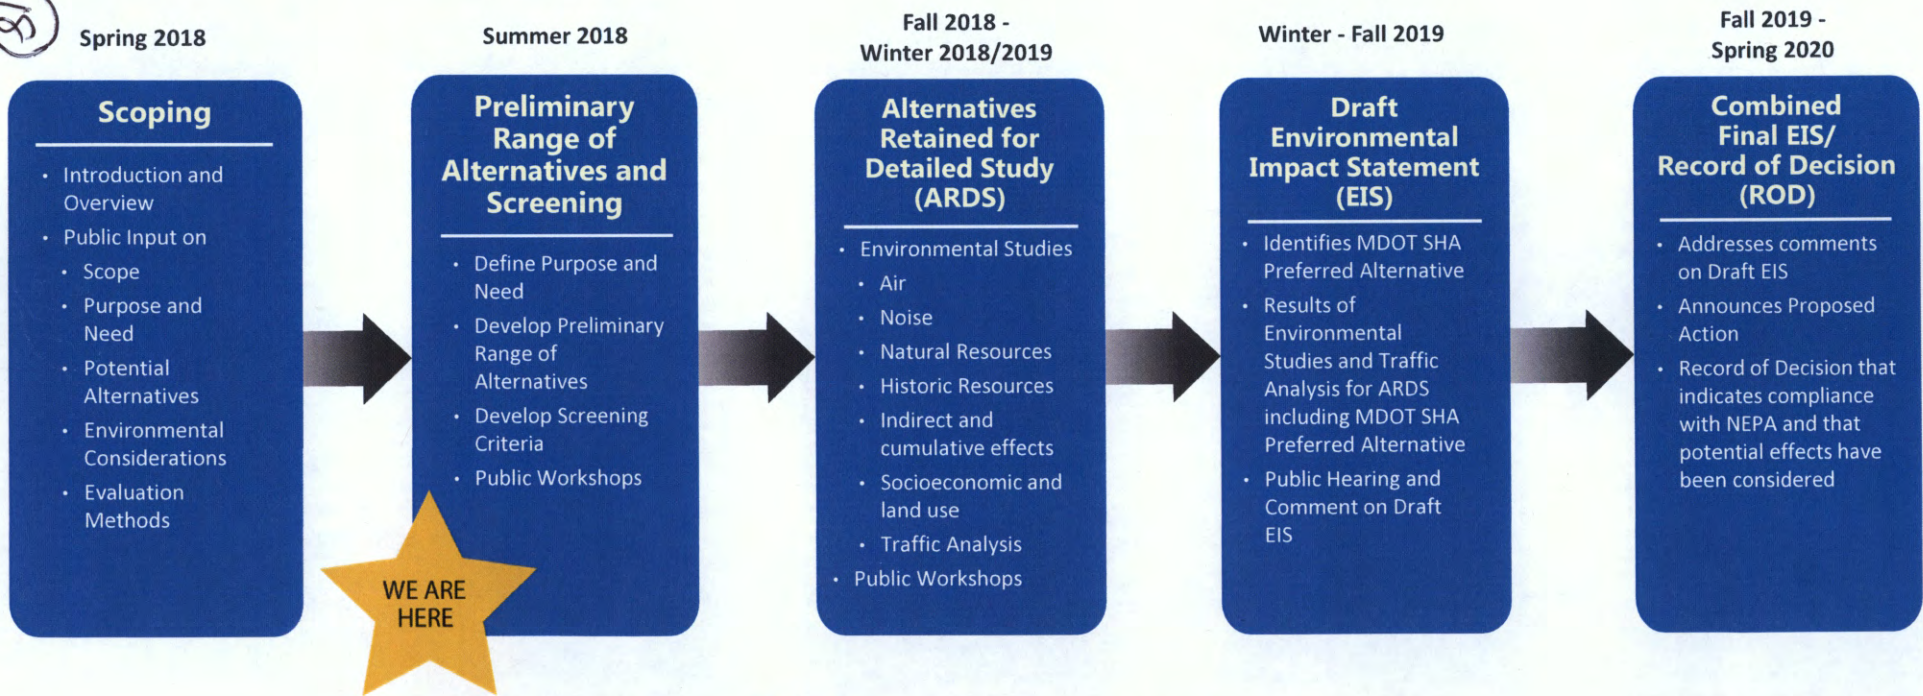 Spring 2018
Scoping
• Introduction and
Overview
• Public Input on
• Scope
• Purpose and
Need
• Potential
Alternatives
• Environmental
Considerations
• Evaluation
Methods
Summer 2018
Preliminary
Range of
Alternatives and
Screening
• Define Purpose and
Need
• Develop Preliminary
Range of
Alternatives
• Develop Screening
Criteria
• Public Workshops
WE ARE
HERE
Fall 2018 -
Winter 2018/2019
Alternatives
Retained for
Detailed Study
(ARDS)
• Environmental Studies
• Air
• Noise
• Natural Resources
• Historic Resources
• Indirect and
cumulative effects
• Socioeconomic and
land use
• Traffic Analysis
• Public Workshops
Winter - Fall 2019
Draft
Environmental
Impact Statement
(EIS)
• Identifies MDOT SHA
Preferred Alternative
• Results of
Environmental
Studies and Traffic
Analysis for ARDS
including MDOT SHA
Preferred Alternative
• Public Hearing and
Comment on Draft
EIS
Fall 2019 -
Spring 2020
Combined
Final EIS/
Record of Decision
(ROD)
• Addresses comments
on Draft EIS
• Announces Proposed
Action
• Record of Decision that
indicates compliance
with NEPA and that
potential effects have
been considered